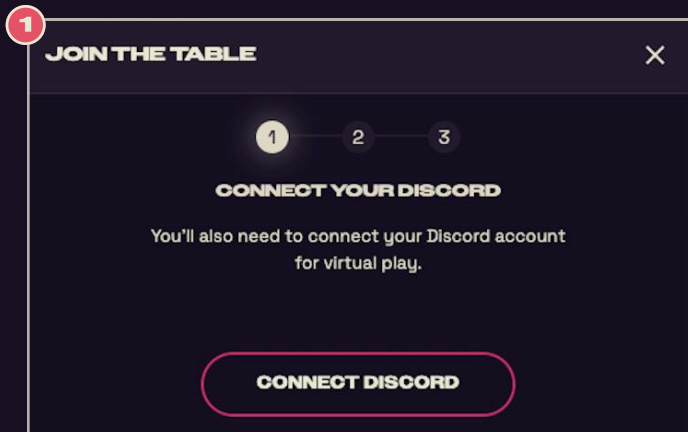 1
JOIN THE TABLE
1 2 3
CONNECT YOUR DISCORD
You'll also need to connect your Discord account
for virtual play.
CONNECT DISCORD